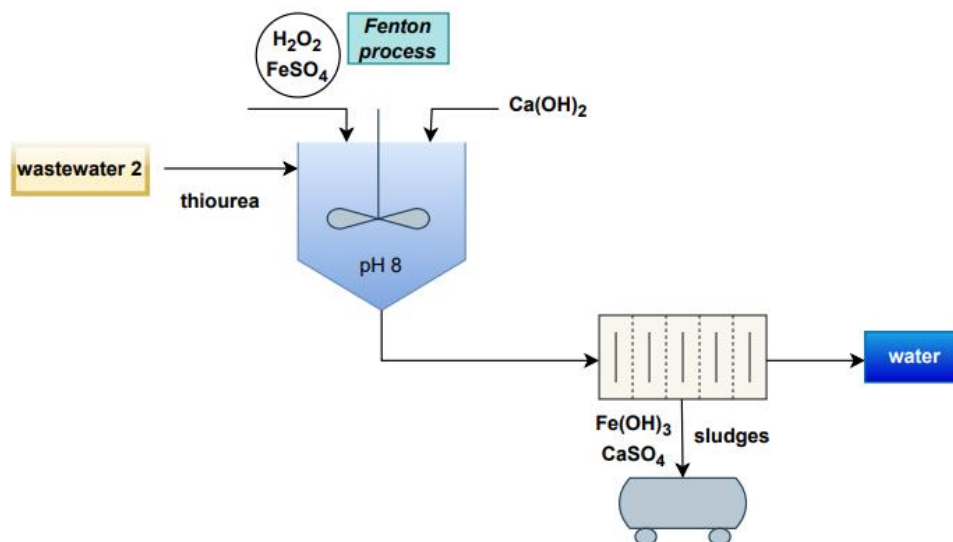 H₂O₂
FeSO₄
Fenton
process
Ca(OH)₂
wastewater 2
thiourea
pH 8
water
Fe(OH)₃
CaSO₄
sludges